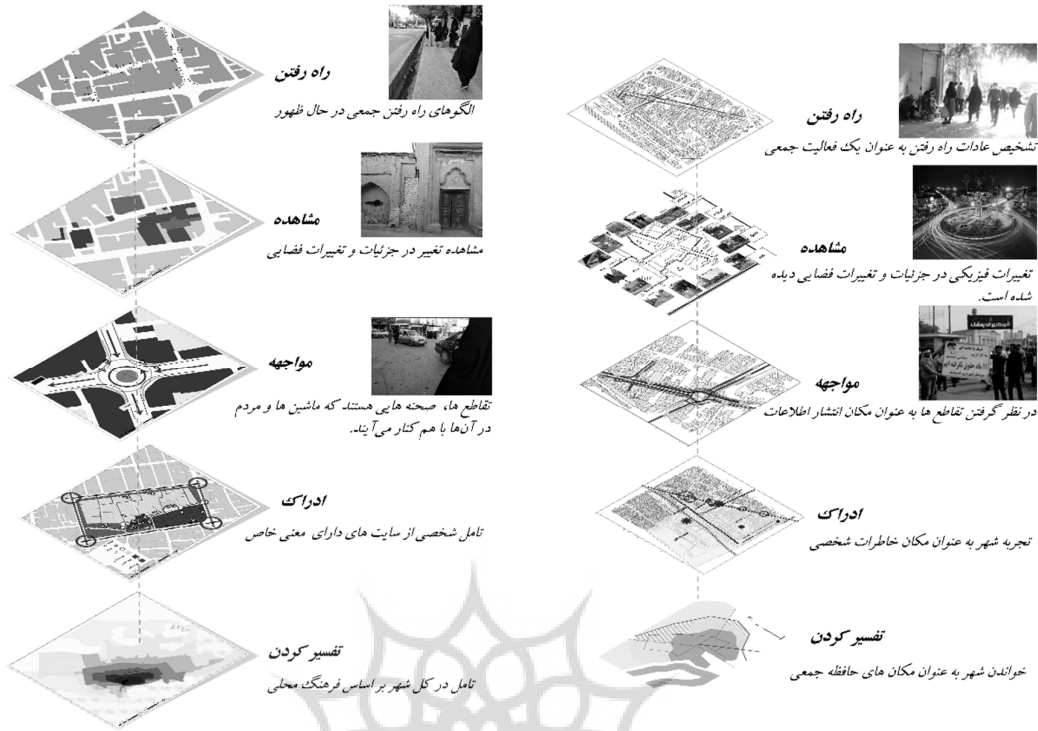 راه رفتن
تشخیص عادات راه رفتن به عنوان یک فعالیت جمعی
مشاهده
تغییرات فیزیکی در جزئیات و تغییرات فضایی دیده
شده است.
مواجهه
در نظر گرفتن تقاطع ها به عنوان مکان انتشار اطلاعات
ادراک
تجربه شهر به عنوان مکان خاطرات شخصی
تفسیر کردن
خواندن شهر به عنوان مکان های حافظه جمعی
راه رفتن
الگوهای راه رفتن جمعی در حال ظهور
مشاهده
مشاهده تغییر در جزئیات و تغییرات فضایی
مواجهه
تقاطع ها، صحنه هایی هستند که ماشین ها و مردم
در آن‌ها با هم کنار می‌آیند.
ادراک
تامل شخصی از سایت های دارای معنی خاص
تفسیر کردن
تامل در کل شهر بر اساس فرهنگ محلی